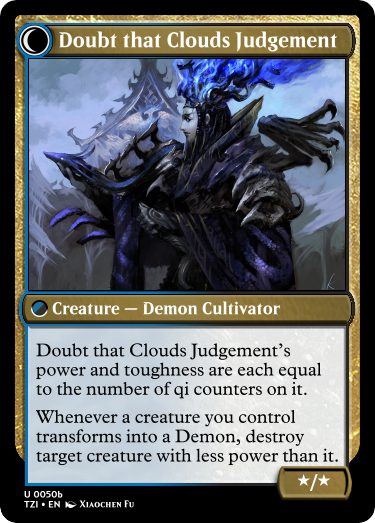 Doubt that Clouds Judgement
Creature — Demon Cultivator
Doubt that Clouds Judgement's
power and toughness are each equal
to the number of qi counters on it.
Whenever a creature you control
transforms into a Demon, destroy
target creature with less power than it.
★/★
U 0050b
TZI • EN Xiaochen Fu